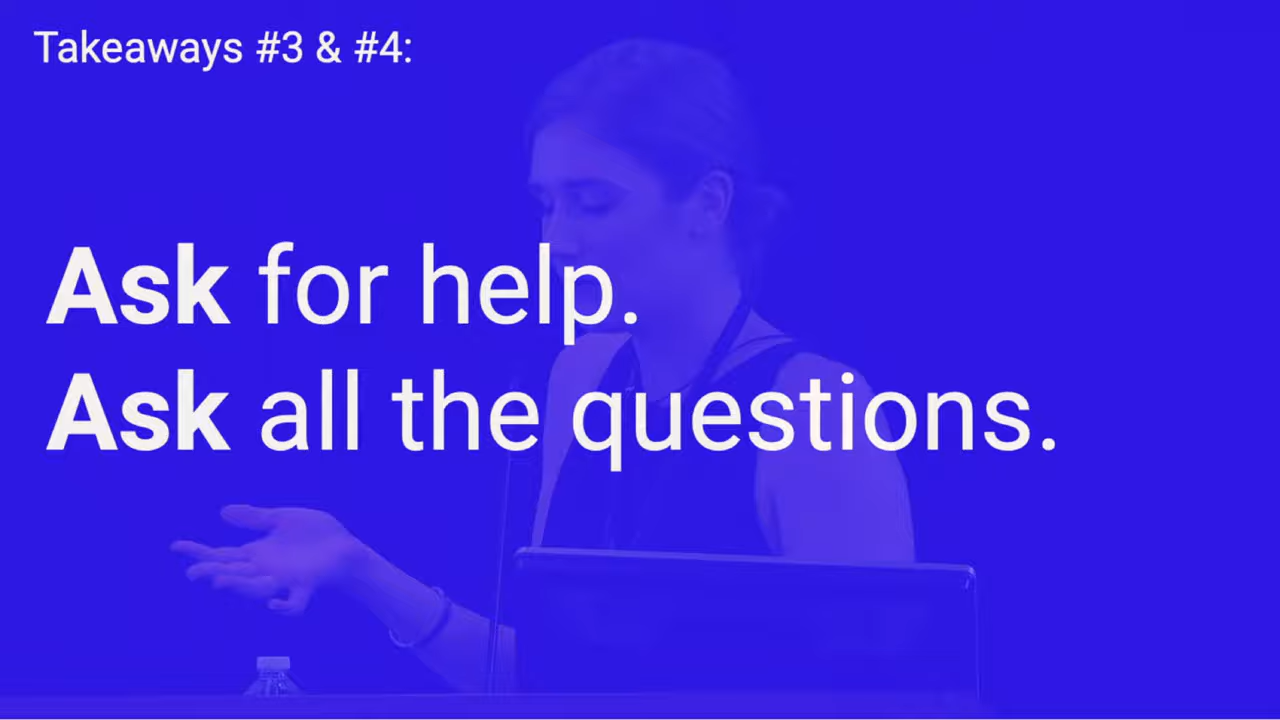 Takeaways #3 & #4:
Ask for help.
Ask all the questions.